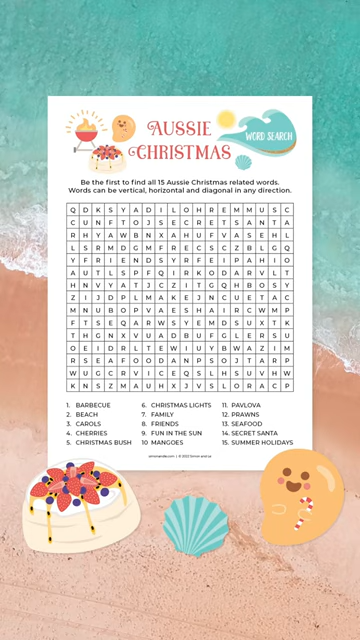 AUSSIE
CHRISTMAS
WORD SEARCH
Be the first to find all 15 Aussie Christmas related words.
Words can be vertical, horizontal and diagonal in any direction.
Q D K S Y A D I L O H R E M M U S C
C U N F T O J S E C R E T S A N T A
R H Y A W B N X A H U F V A S E H L
L S R M D G M F R E C S C Z B L G Q
Y F R I E N D S Y R F E I P A H I O
A U T L S P F Q I R K O D A R V L T
H N V Y A T J C Z I T G Q H B O S Y
Z I J D P L M A K E J N C U E T A C
M N U B O P V A E S H A I R C W M P
F T S E Q A R W S Y E M D S U X T K
T H G N X V U A D B U F G L E R S U
O E I D R L T E W I U Y B W A Z I M
R S E A F O O D A N P S O J T A R P
W U G C R V I C E Q S L H S U V H W
K N S Z M A U H X J V S L O R A C P
1. BARBECUE
2. BEACH
3. CAROLS
4. CHERRIES
5. CHRISTMAS BUSH
6. CHRISTMAS LIGHTS
7. FAMILY
8. FRIENDS
9. FUN IN THE SUN
10 MANGOES
11. PAVLOVA
12. PRAWNS
13. SEAFOOD
14. SECRET SANTA
15. SUMMER HOLIDAYS
© 2022 Simon and